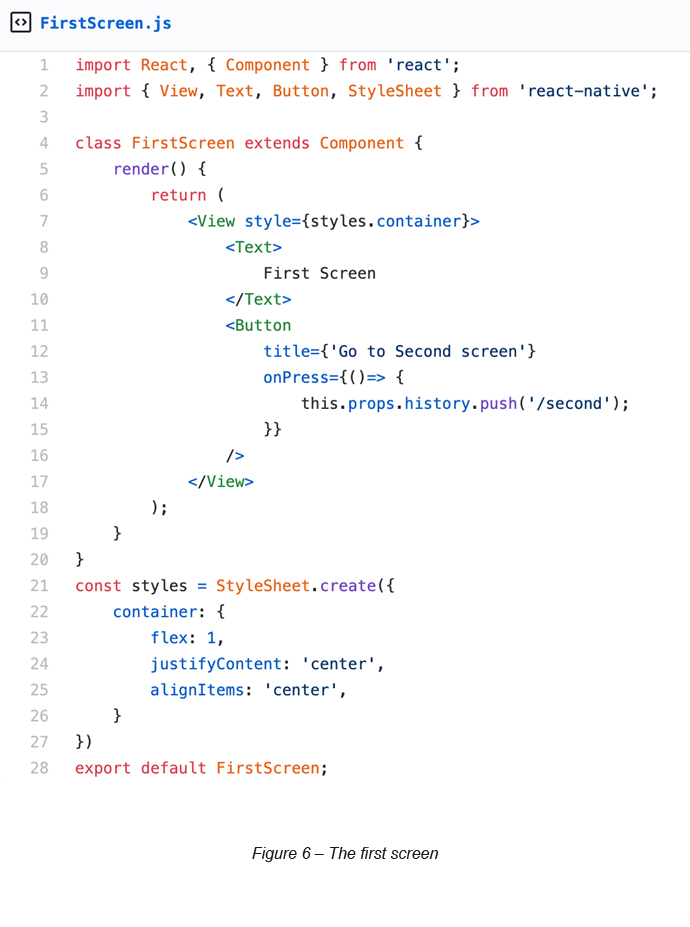 FirstScreen.js
1 import React, { Component } from 'react';
2 import { View, Text, Button, StyleSheet } from 'react-native';
3
4 class FirstScreen extends Component {
5     render() {
6         return (
7             <View style={styles.container}>
8                 <Text>
9                     First Screen
10                 </Text>
11                 <Button
12                     title={'Go to Second screen'}
13                     onPress={()=> {
14                         this.props.history.push('/second');
15                     }}
16                 />
17             </View>
18         );
19     }
20 }
21 const styles = StyleSheet.create({
22     container: {
23         flex: 1,
24         justifyContent: 'center',
25         alignItems: 'center',
26     }
27 })
28 export default FirstScreen;
Figure 6 – The first screen